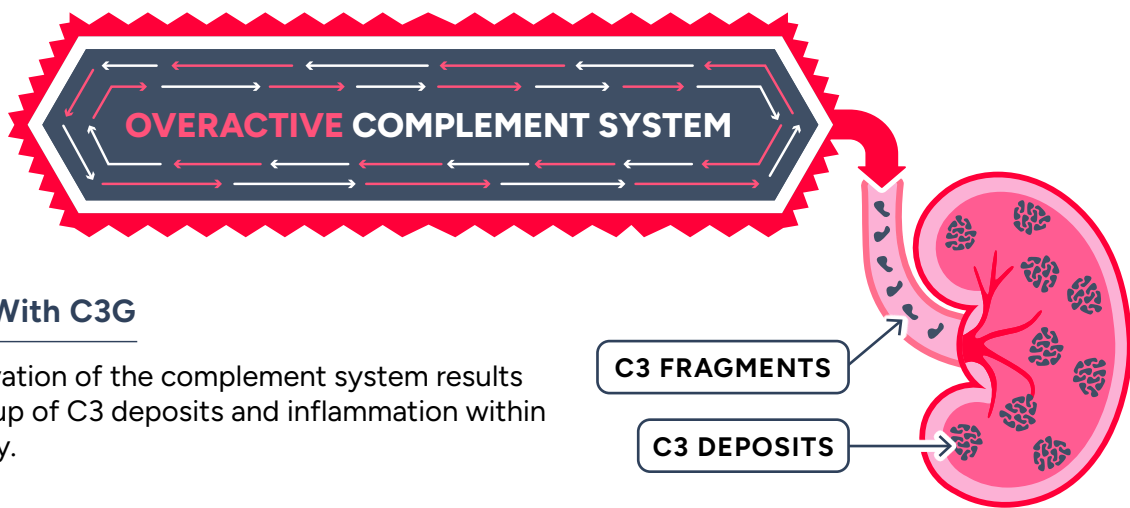 OVERACTIVE COMPLEMENT SYSTEM
With C3G
ation of the complement system results
up of C3 deposits and inflammation within
y.
C3 FRAGMENTS
C3 DEPOSITS